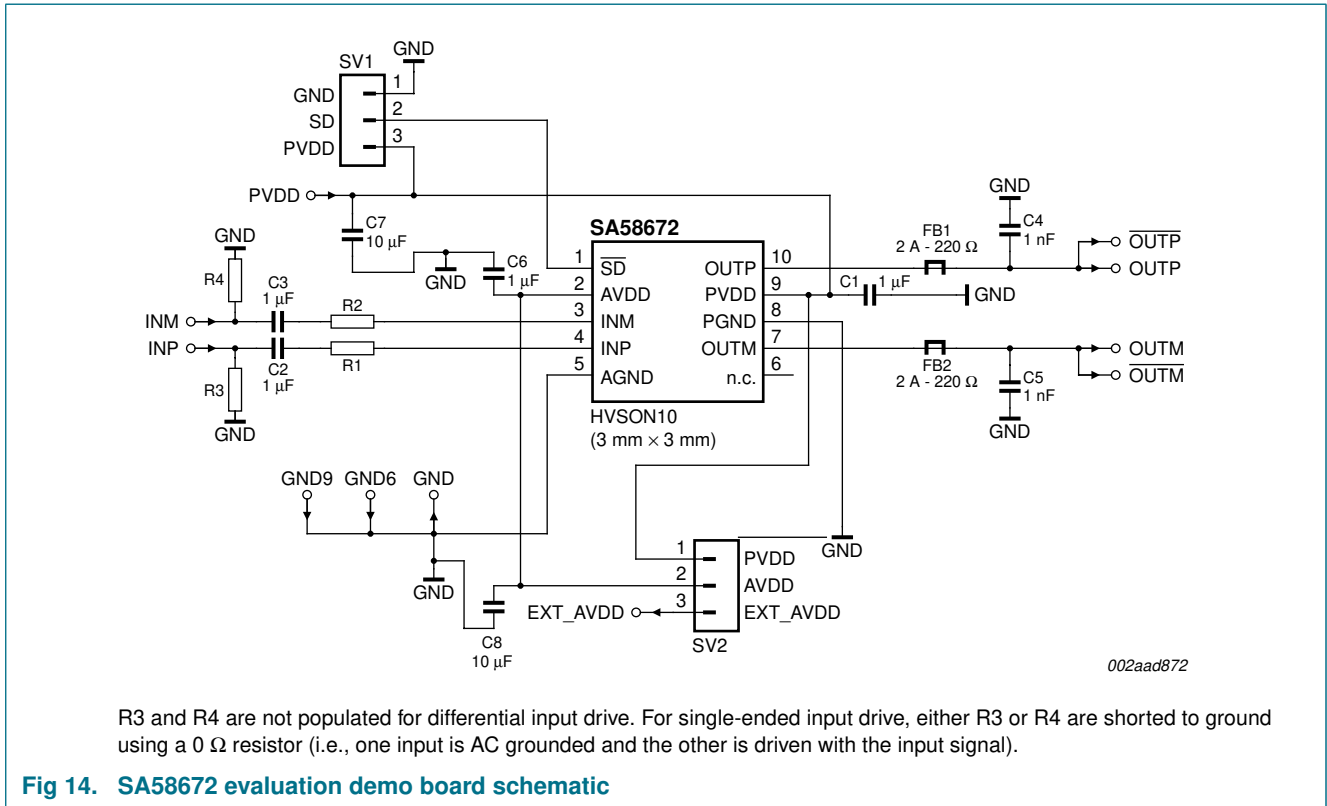 GND
SV1
1
GND
2
SD
3
PVDD
PVDD
GND
C7
10 μF
GND
R4
C3
1 μF
GND
C6
1 μF
SA58672
1 SD OUTP 10
2 AVDD PVDD 9
3 INM PGND 8
4 INP OUTM 7
5 AGND n.c. 6
HVSON10
(3 mm × 3 mm)
R2
INM
INP
R1
C2
1 μF
R3
GND
FB1
2 A - 220 Ω
C4
1 nF
OUTP
OUTP
C1 1 μF
GND
FB2
2 A - 220 Ω
OUTM
OUTM
C5
1 nF
GND
GND9 GND6 GND
GND
C8
10 μF
GND
1 PVDD
2 AVDD
3 EXT_AVDD
EXT_AVDD
SV2
002aad872
R3 and R4 are not populated for differential input drive. For single-ended input drive, either R3 or R4 are shorted to ground
using a 0 Ω resistor (i.e., one input is AC grounded and the other is driven with the input signal).
Fig 14. SA58672 evaluation demo board schematic